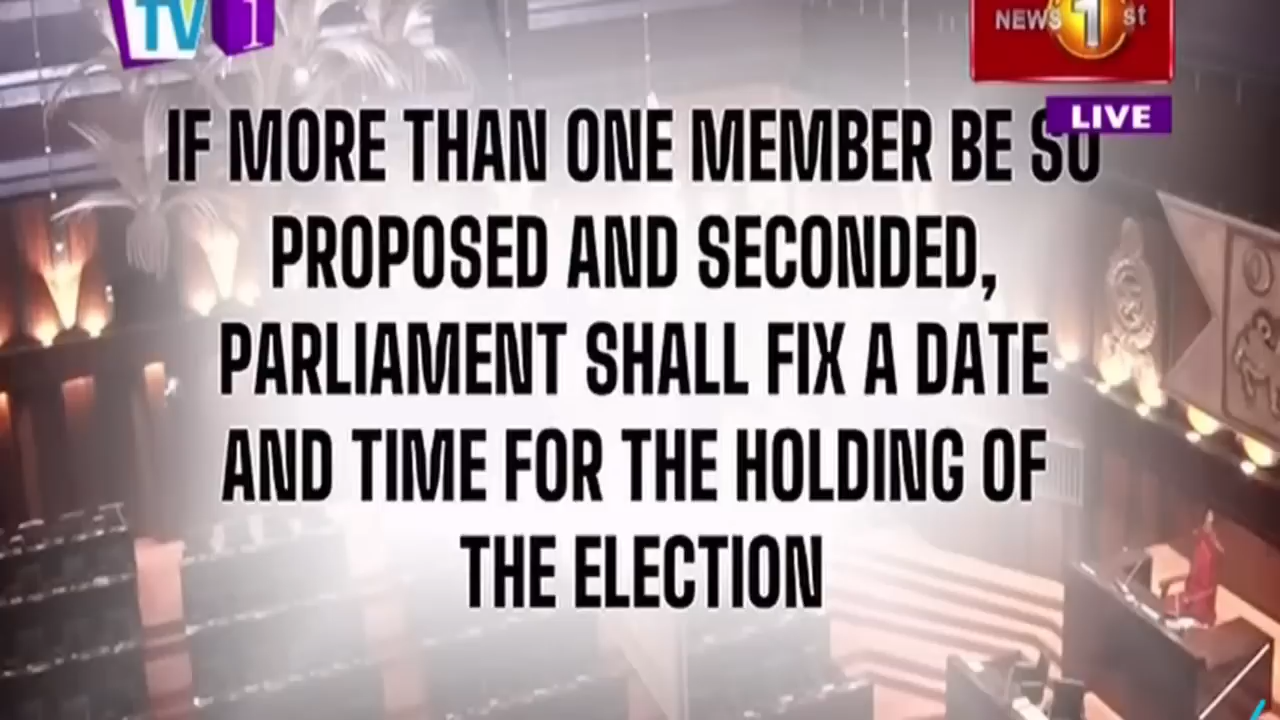 TV 1
NEWS 1st
LIVE
IF MORE THAN ONE MEMBER BE SO
PROPOSED AND SECONDED,
PARLIAMENT SHALL FIX A DATE
AND TIME FOR THE HOLDING OF
THE ELECTION